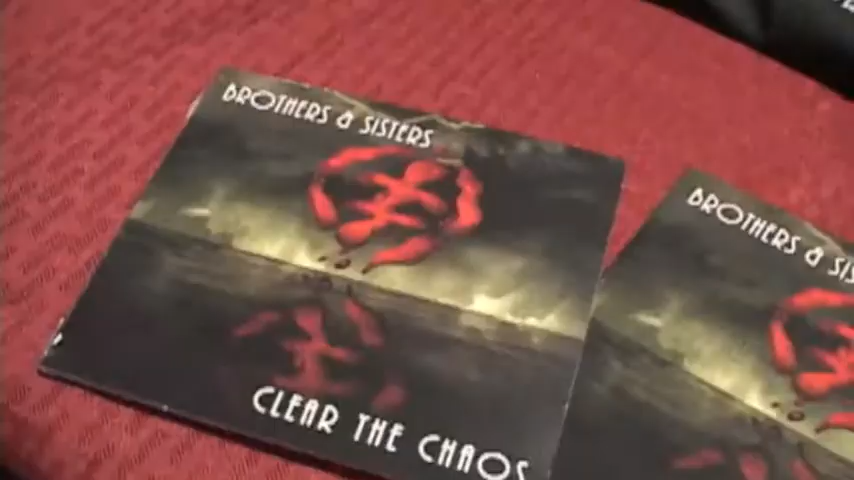 BROTHERS & SISTERS
CLEAR THE CHAOS
BROTHERS & SIS